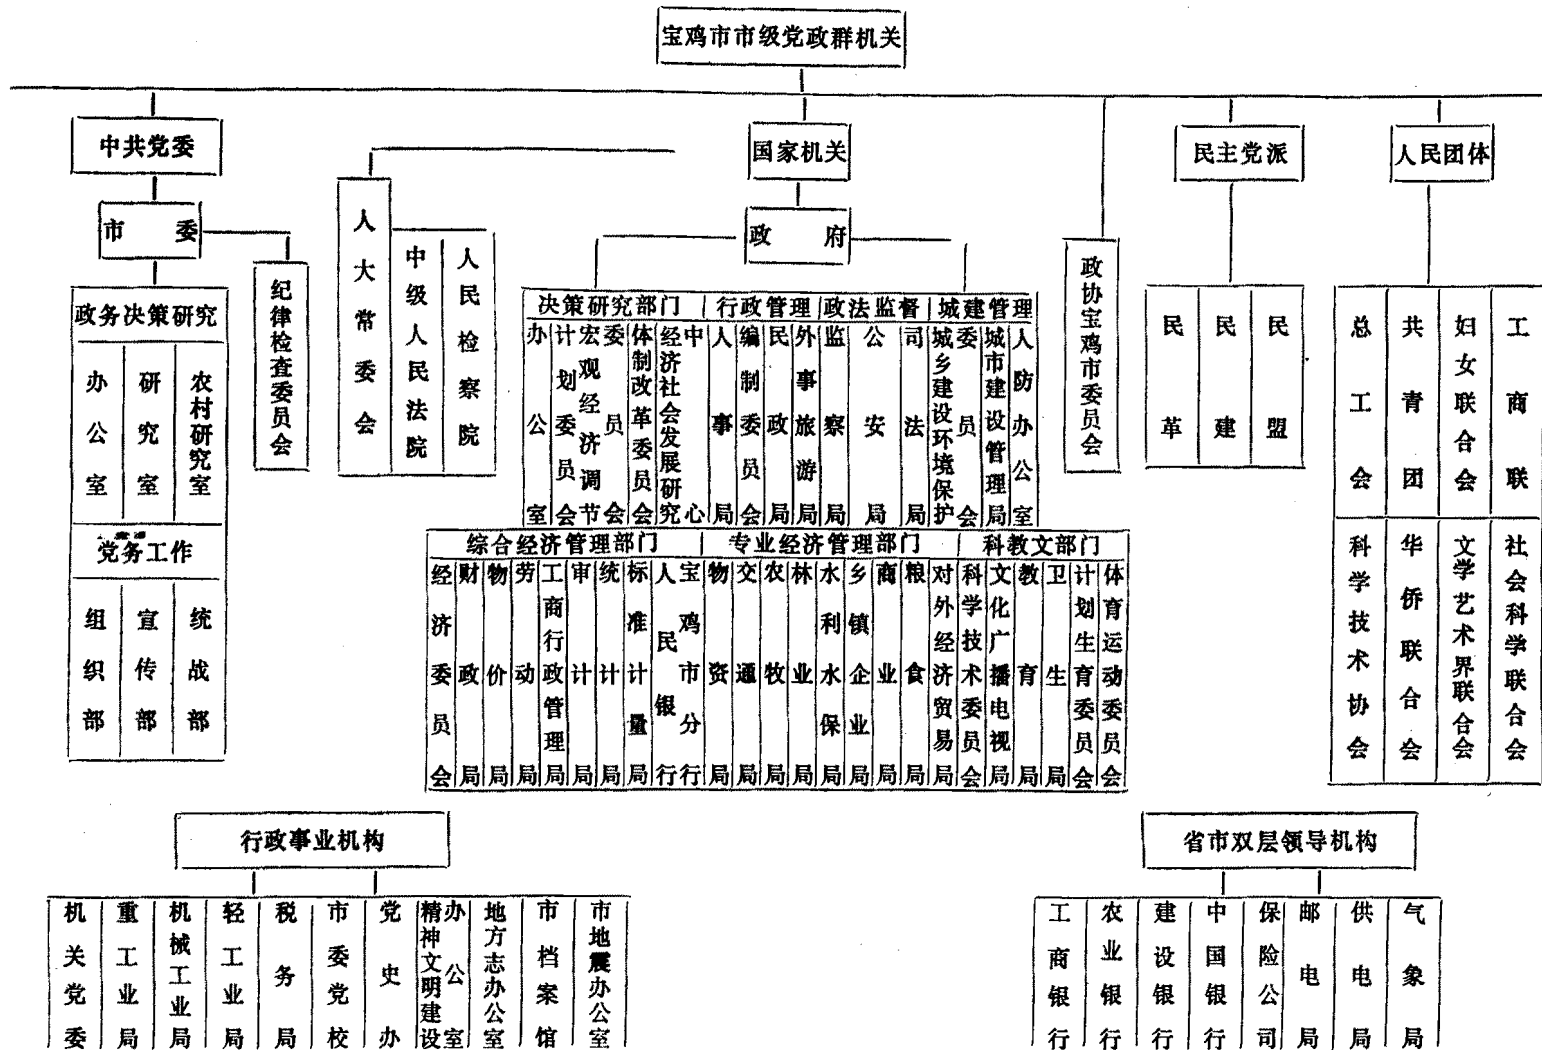 宝鸡市市级党政群机关
中共党委
国家机关
民主党派
人民团体
市委
政府
政务决策研究
办公室
研究室
农村研究室
党务工作
组织部
宣传部
统战部
纪律检查委员会
人大常委会
中级人民法院
人民检察院
决策研究部门
办公室
计划委员会
宏观经济调节委员会
体制改革委员会
经济社会发展研究中心
行政管理
人事局
编制委员会
民政局
外事旅游局
政法监督
监察局
公安局
司法局
城建管理
城乡建设环境保护委员会
城市建设管理局
人防办公室
综合经济管理部门
经济委员会
财政局
物价局
劳动局
工商行政管理局
审计局
统计局
标准计量局
人民银行宝鸡市分行
专业经济管理部门
物资局
交通局
农牧局
林业局
水利水保局
乡镇企业局
商业局
粮食局
对外经济贸易局
科教文部门
科学技术委员会
文化广播电视局
教育局
卫生局
计划生育委员会
体育运动委员会
政协宝鸡市委员会
民革
民建
民盟
总工会
共青团
妇女联合会
工商联
科学技术协会
华侨联合会
文学艺术界联合会
社会科学联合会
行政事业机构
机关党委
重工业局
机械工业局
轻工业局
税务局
市委党校
党史办
精神文明建设办公室
地方志办公室
市档案馆
市地震办公室
省市双层领导机构
工商银行
农业银行
建设银行
中国银行
保险公司
邮电局
供电局
气象局